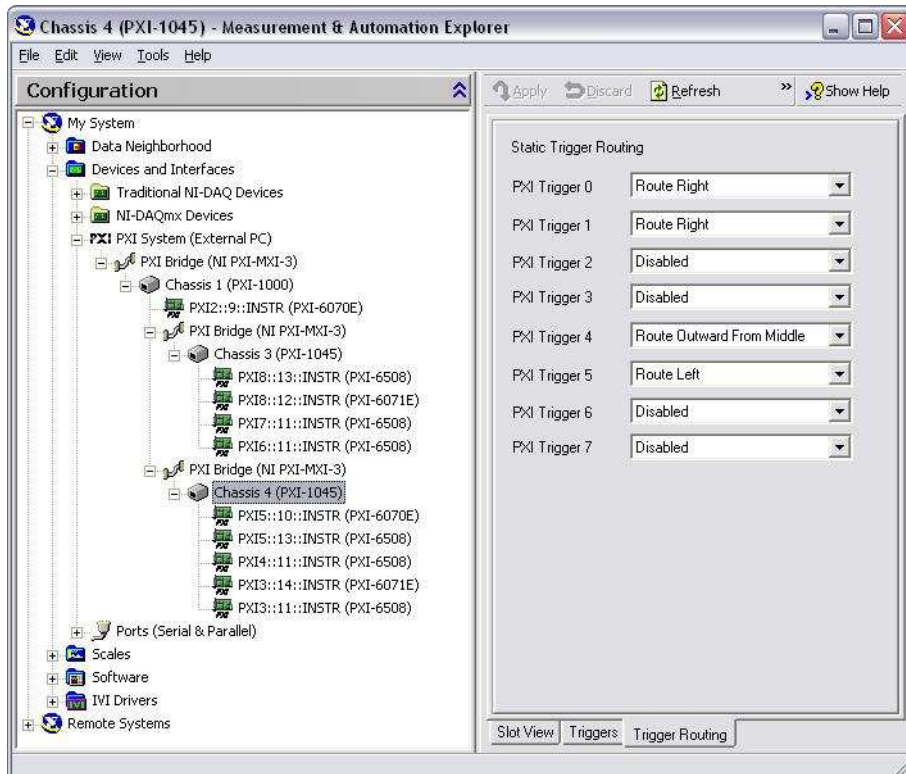 Chassis 4 (PXI-1045) - Measurement & Automation Explorer
File Edit View Tools Help
Configuration
My System
Data Neighborhood
Devices and Interfaces
Traditional NI-DAQ Devices
NI-DAQmx Devices
PXI PXI System (External PC)
PXI Bridge (NI PXI-MXI-3)
Chassis 1 (PXI-1000)
PXI2::9::INSTR (PXI-6070E)
PXI Bridge (NI PXI-MXI-3)
Chassis 3 (PXI-1045)
PXI8::13::INSTR (PXI-6508)
PXI8::12::INSTR (PXI-6071E)
PXI7::11::INSTR (PXI-6508)
PXI6::11::INSTR (PXI-6508)
PXI Bridge (NI PXI-MXI-3)
Chassis 4 (PXI-1045)
PXI5::10::INSTR (PXI-6070E)
PXI5::13::INSTR (PXI-6508)
PXI4::11::INSTR (PXI-6508)
PXI3::14::INSTR (PXI-6071E)
PXI3::11::INSTR (PXI-6508)
Ports (Serial & Parallel)
Scales
Software
IVI Drivers
Remote Systems
Apply Discard Refresh » Show Help
Static Trigger Routing
PXI Trigger 0 Route Right
PXI Trigger 1 Route Right
PXI Trigger 2 Disabled
PXI Trigger 3 Disabled
PXI Trigger 4 Route Outward From Middle
PXI Trigger 5 Route Left
PXI Trigger 6 Disabled
PXI Trigger 7 Disabled
Slot View Triggers Trigger Routing